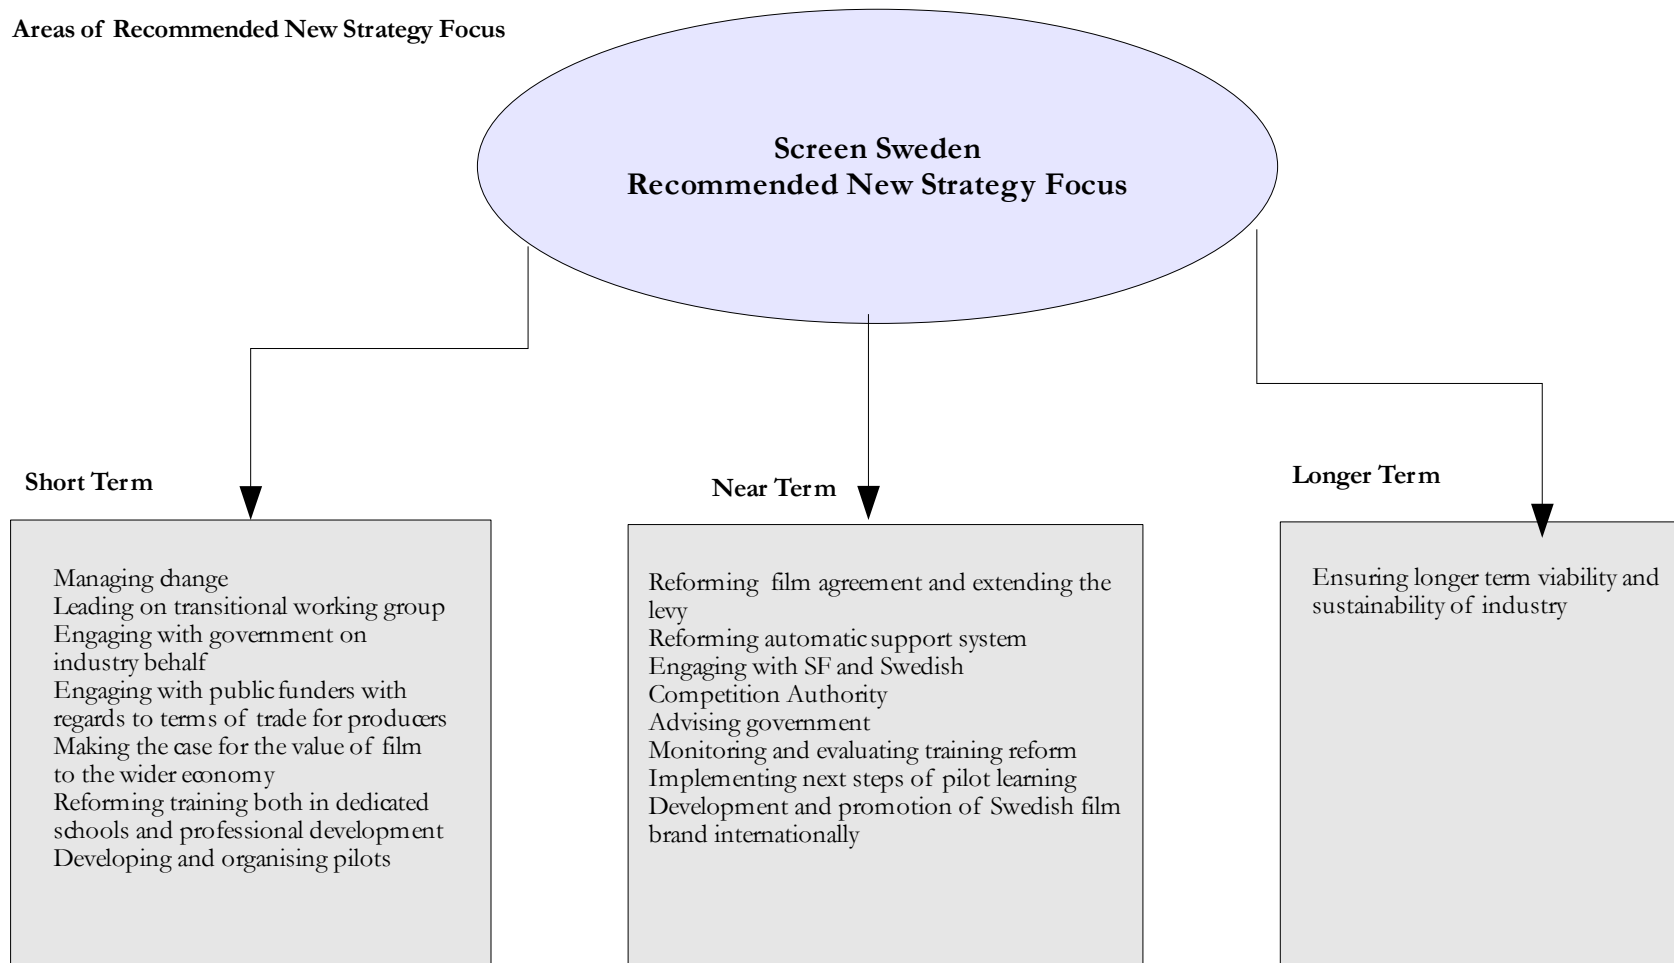 Areas of Recommended New Strategy Focus
Screen Sweden
Recommended New Strategy Focus
Short Term
Managing change
Leading on transitional working group
Engaging with government on
industry behalf
Engaging with public funders with
regards to terms of trade for producers
Making the case for the value of film
to the wider economy
Reforming training both in dedicated
schools and professional development
Developing and organising pilots
Near Term
Reforming film agreement and extending the
levy
Reforming automatic support system
Engaging with SF and Swedish
Competition Authority
Advising government
Monitoring and evaluating training reform
Implementing next steps of pilot learning
Development and promotion of Swedish film
brand internationally
Longer Term
Ensuring longer term viability and
sustainability of industry